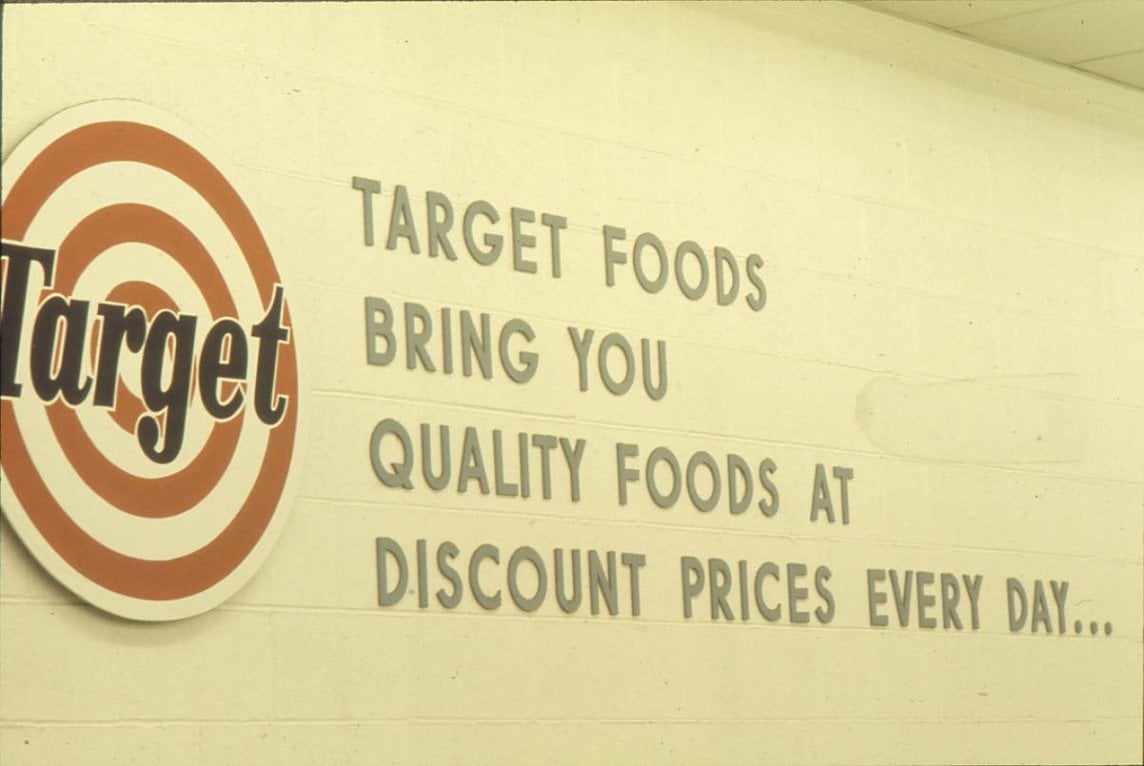 Target
TARGET FOODS
BRING YOU
QUALITY FOODS AT
DISCOUNT PRICES EVERY DAY...